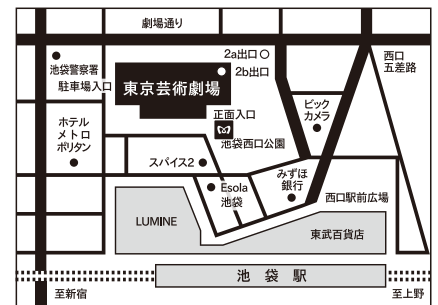 劇場通り
2a出口
西口
五差路
池袋警察署
2b出口
駐車場入口
東京芸術劇場
正面入口
ビック
カメラ
ホテル
メトロ
ポリタン
池袋西口公園
スパイス2
みずほ
銀行
Esola
池袋
西口駅前広場
LUMINE
東武百貨店
池袋駅
至新宿
至上野